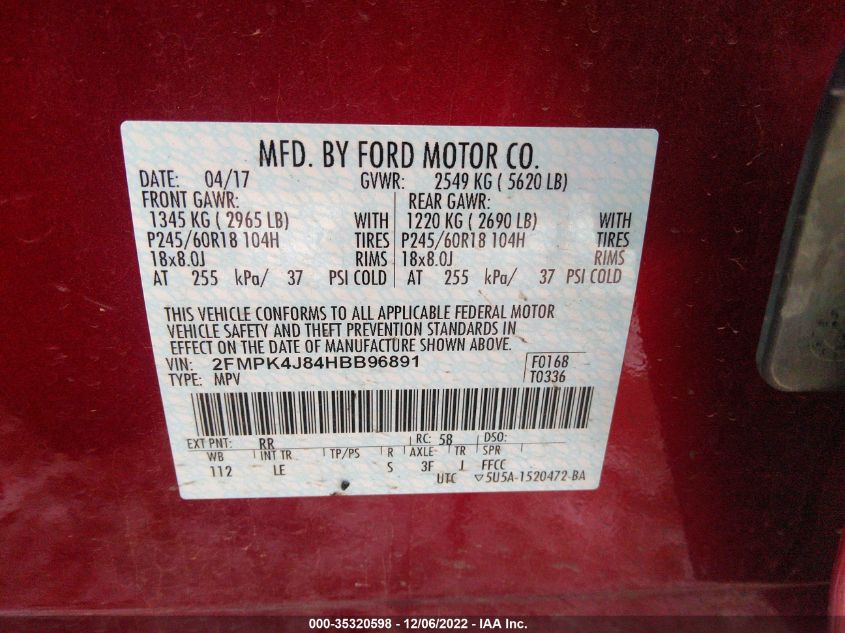 MFD. BY FORD MOTOR CO.
DATE: 04/17 GVWR: 2549 KG ( 5620 LB)
FRONT GAWR: REAR GAWR:
1345 KG ( 2965 LB) WITH 1220 KG ( 2690 LB) WITH
P245/60R18 104H TIRES P245/60R18 104H TIRES
18x8.0J RIMS 18x8.0J RIMS
AT 255 kPa/ 37 PSI COLD AT 255 kPa/ 37 PSI COLD
THIS VEHICLE CONFORMS TO ALL APPLICABLE FEDERAL MOTOR
VEHICLE SAFETY AND THEFT PREVENTION STANDARDS IN
EFFECT ON THE DATE OF MANUFACTURE SHOWN ABOVE.
VIN: 2FMPK4J84HBB96891 F0168
TYPE: MPV T0336
EXT PNT: RR RC: 58 DSO:
WB INT TR TP/PS R AXLE TR SPR
112 LE S 3F J FFCC
UTC ▽5U5A-1520472-BA
000-35320598 - 12/06/2022 - IAA Inc.